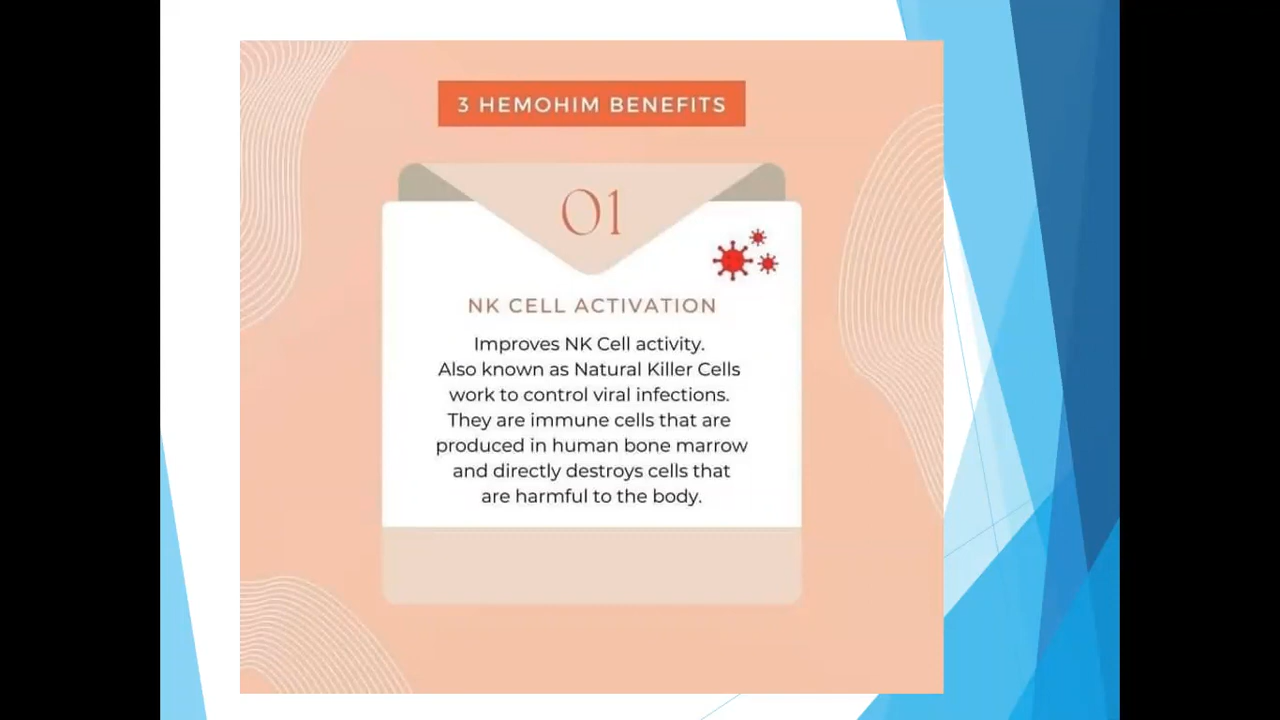 3 HEMOHIM BENEFITS
01
NK CELL ACTIVATION
Improves NK Cell activity.
Also known as Natural Killer Cells
work to control viral infections.
They are immune cells that are
produced in human bone marrow
and directly destroys cells that
are harmful to the body.